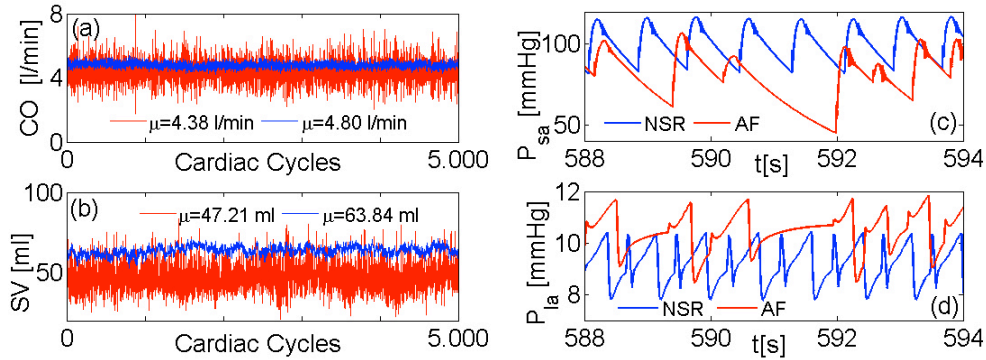 (a)
CO [l/min]
8
4
0
μ=4.38 l/min
μ=4.80 l/min
0
Cardiac Cycles
5.000
(b)
SV [ml]
100
50
μ=47.21 ml
μ=63.84 ml
0
Cardiac Cycles
5.000
P_sa [mmHg]
100
50
NSR
AF
(c)
588
590
592
594
t[s]
P_la [mmHg]
12
10
8
NSR
AF
(d)
588
590
592
594
t[s]